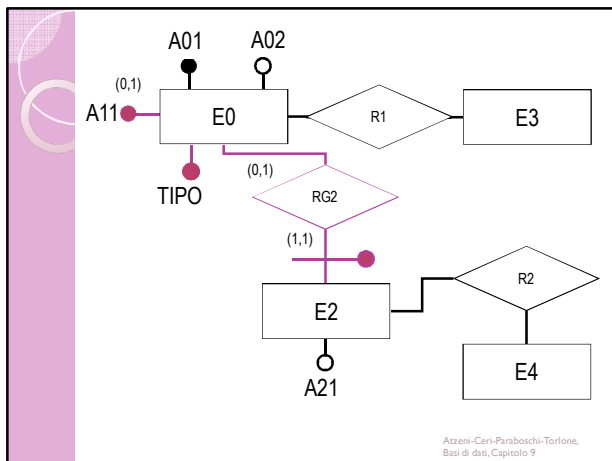 A01
A02
(0,1)
A11
E0
R1
E3
TIPO
(0,1)
RG2
(1,1)
E2
R2
A21
E4
Atzeni-Ceri-Paraboschi-Torlone,
Basi di dati, Capitolo 9